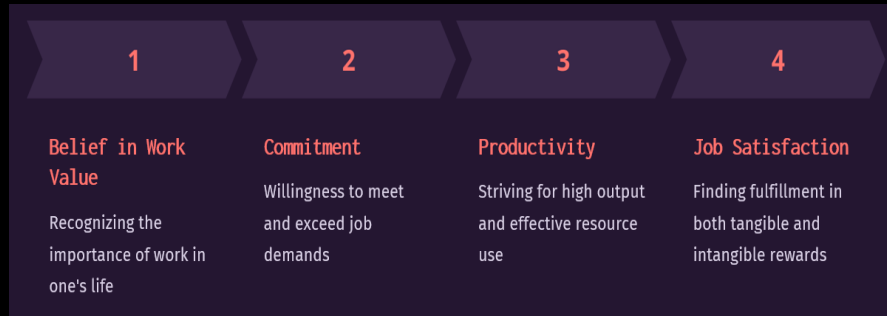 1
2
3
4
Belief in Work
Value
Recognizing the
importance of work in
one's life
Commitment
Willingness to meet
and exceed job
demands
Productivity
Striving for high output
and effective resource
use
Job Satisfaction
Finding fulfillment in
both tangible and
intangible rewards